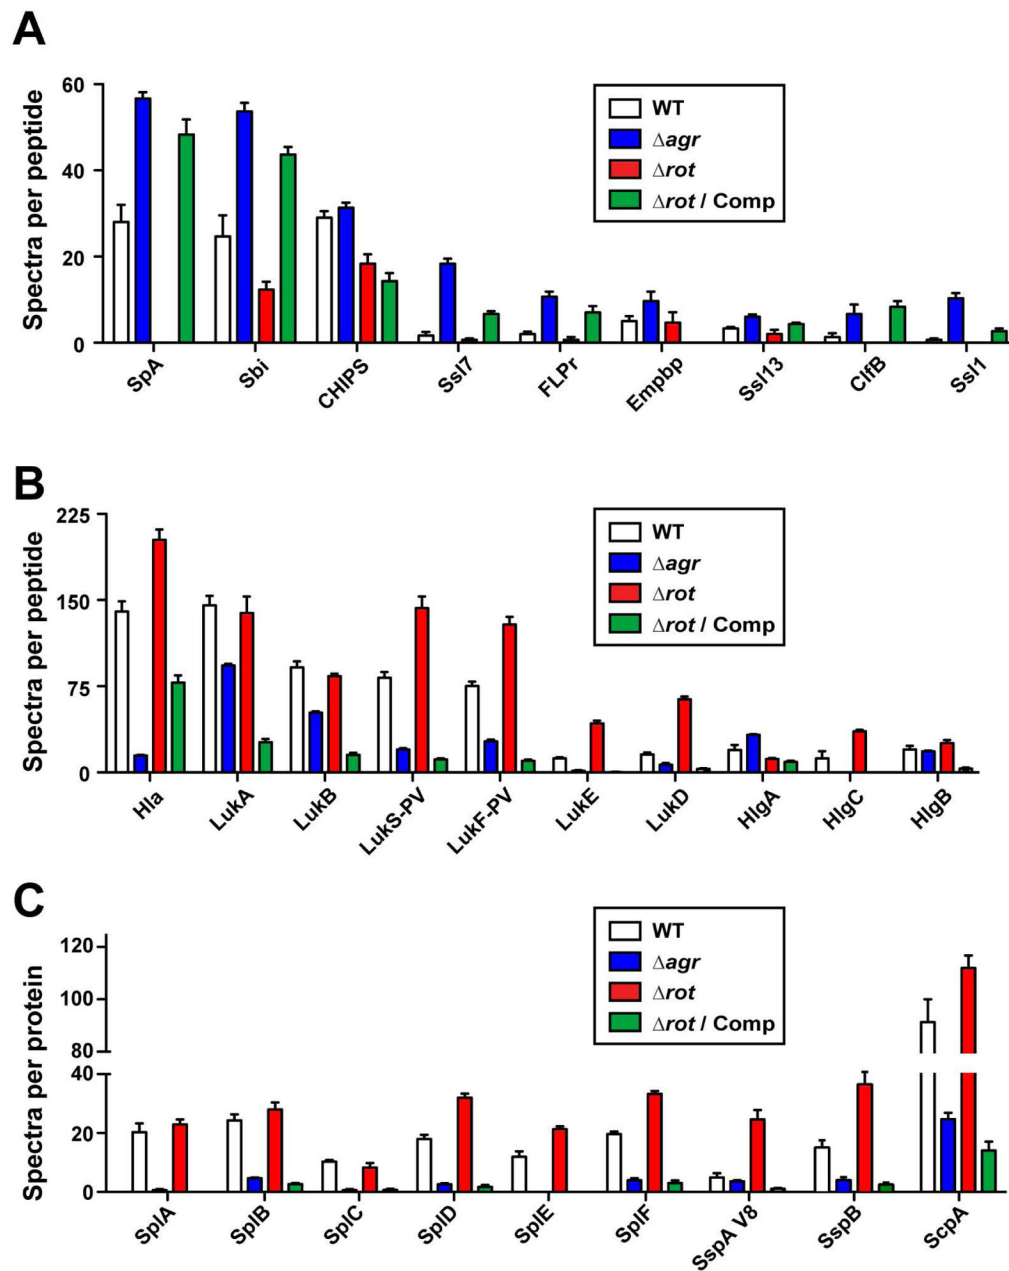 A
Spectra per peptide
60
40
20
0
WT
Δagr
Δrot
Δrot / Comp
SpA
Sbi
CHIPS
Ssl7
FLPr
Empbp
Ssl13
ClfB
Ssl1
B
Spectra per peptide
225
150
75
0
WT
Δagr
Δrot
Δrot / Comp
Hla
LukA
LukB
LukS-PV
LukF-PV
LukE
LukD
HlgA
HlgC
HlgB
C
Spectra per protein
120
100
80
40
20
0
WT
Δagr
Δrot
Δrot / Comp
SplA
SplB
SplC
SplD
SplE
SplF
SspA V8
SspB
ScpA